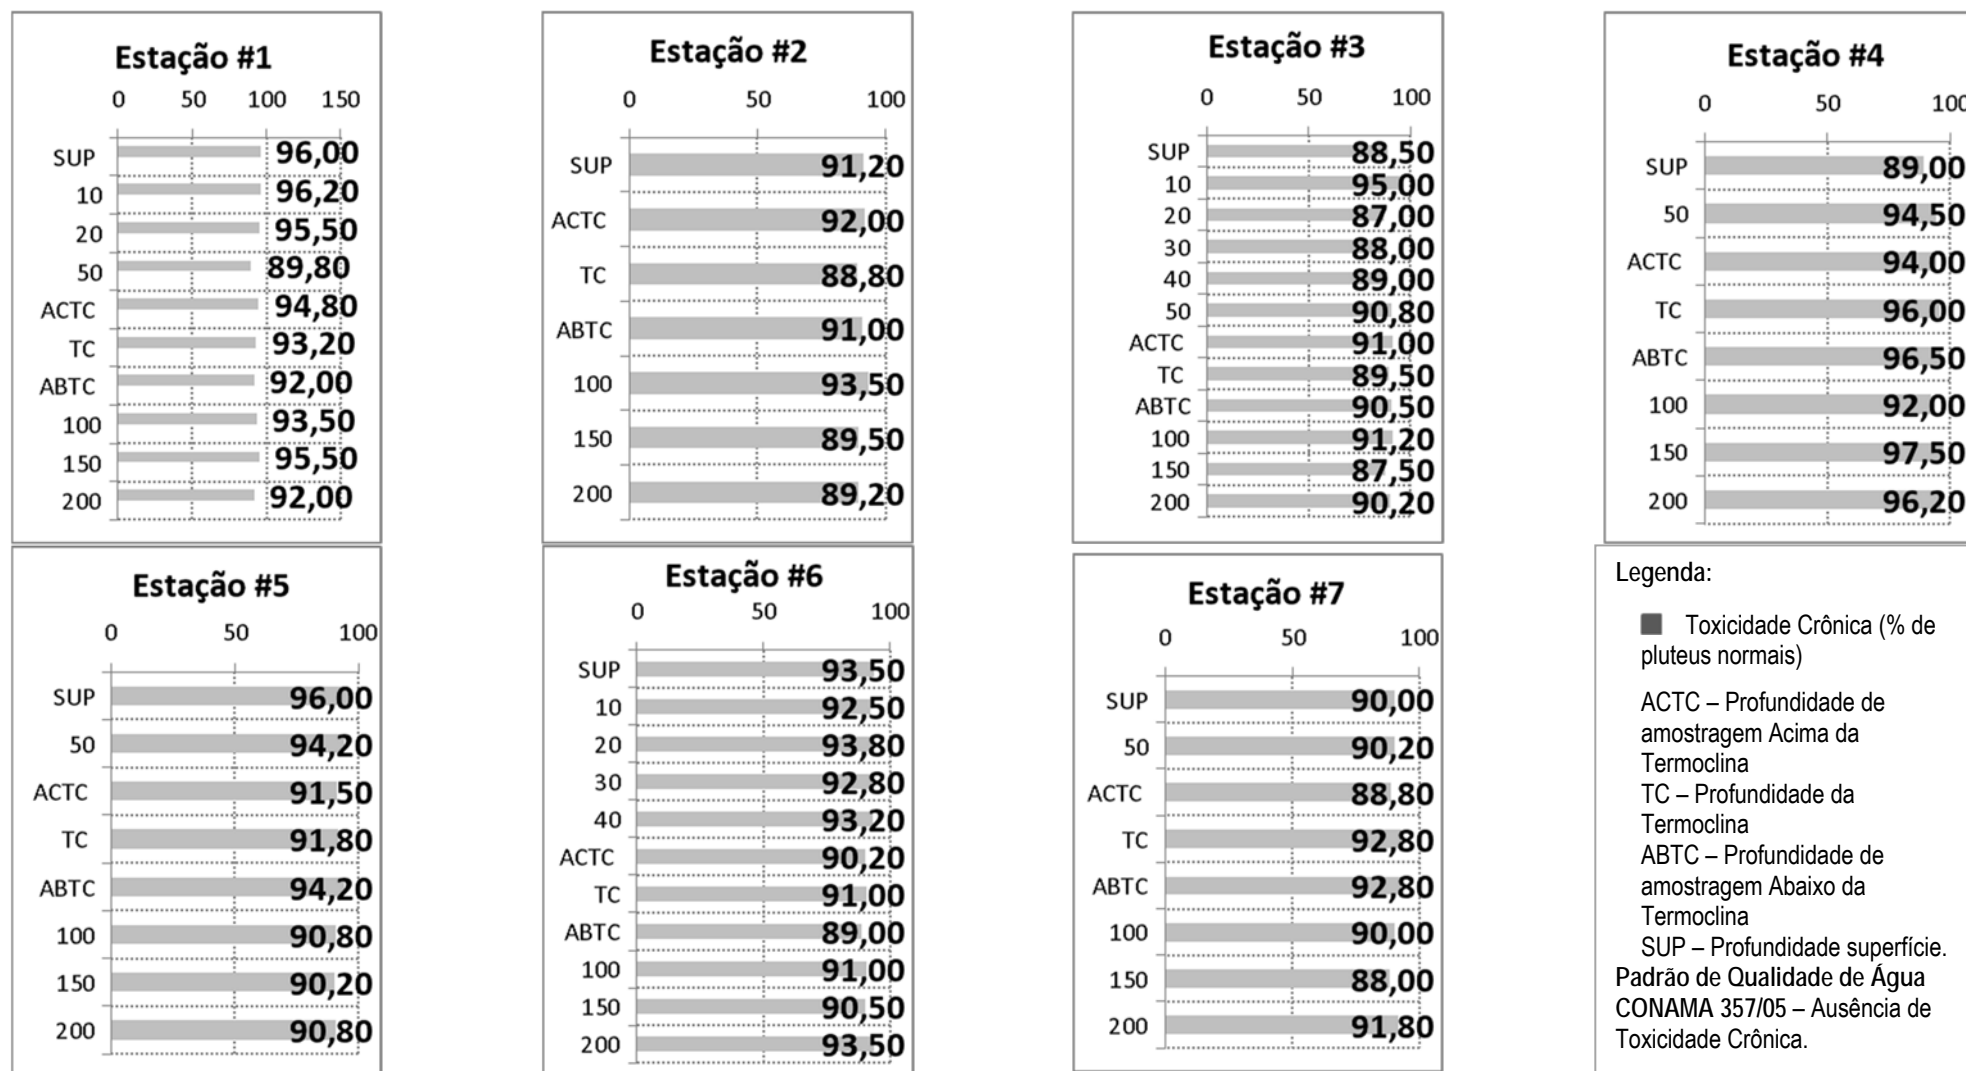 Estação #1
0 50 100 150
SUP 96,00
10 96,20
20 95,50
50 89,80
ACTC 94,80
TC 93,20
ABTC 92,00
100 93,50
150 95,50
200 92,00
Estação #2
0 50 100
SUP 91,20
ACTC 92,00
TC 88,80
ABTC 91,00
100 93,50
150 89,50
200 89,20
Estação #3
0 50 100
SUP 88,50
10 95,00
20 87,00
30 88,00
40 89,00
50 90,80
ACTC 91,00
TC 89,50
ABTC 90,50
100 91,20
150 87,50
200 90,20
Estação #4
0 50 100
SUP 89,00
50 94,50
ACTC 94,00
TC 96,00
ABTC 96,50
100 92,00
150 97,50
200 96,20
Estação #5
0 50 100
SUP 96,00
50 94,20
ACTC 91,50
TC 91,80
ABTC 94,20
100 90,80
150 90,20
200 90,80
Estação #6
0 50 100
SUP 93,50
10 92,50
20 93,80
30 92,80
40 93,20
ACTC 90,20
TC 91,00
ABTC 89,00
100 91,00
150 90,50
200 93,50
Estação #7
0 50 100
SUP 90,00
50 90,20
ACTC 88,80
TC 92,80
ABTC 92,80
100 90,00
150 88,00
200 91,80
Legenda:
Toxicidade Crônica (% de
pluteus normais)
ACTC – Profundidade de
amostragem Acima da
Termoclina
TC – Profundidade da
Termoclina
ABTC – Profundidade de
amostragem Abaixo da
Termoclina
SUP – Profundidade superfície.
Padrão de Qualidade de Água
CONAMA 357/05 – Ausência de
Toxicidade Crônica.